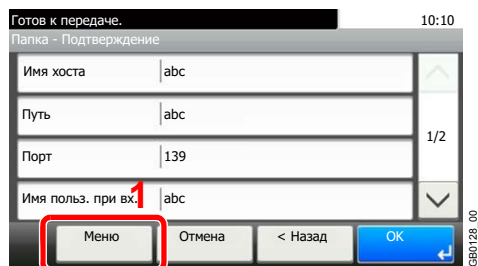 Готов к передаче. 10:10
Папка - Подтверждение
Имя хоста abc
Путь abc
1/2
Порт 139
Имя польз. при вх. abc
1
Меню Отмена < Назад OK
GB0128_00